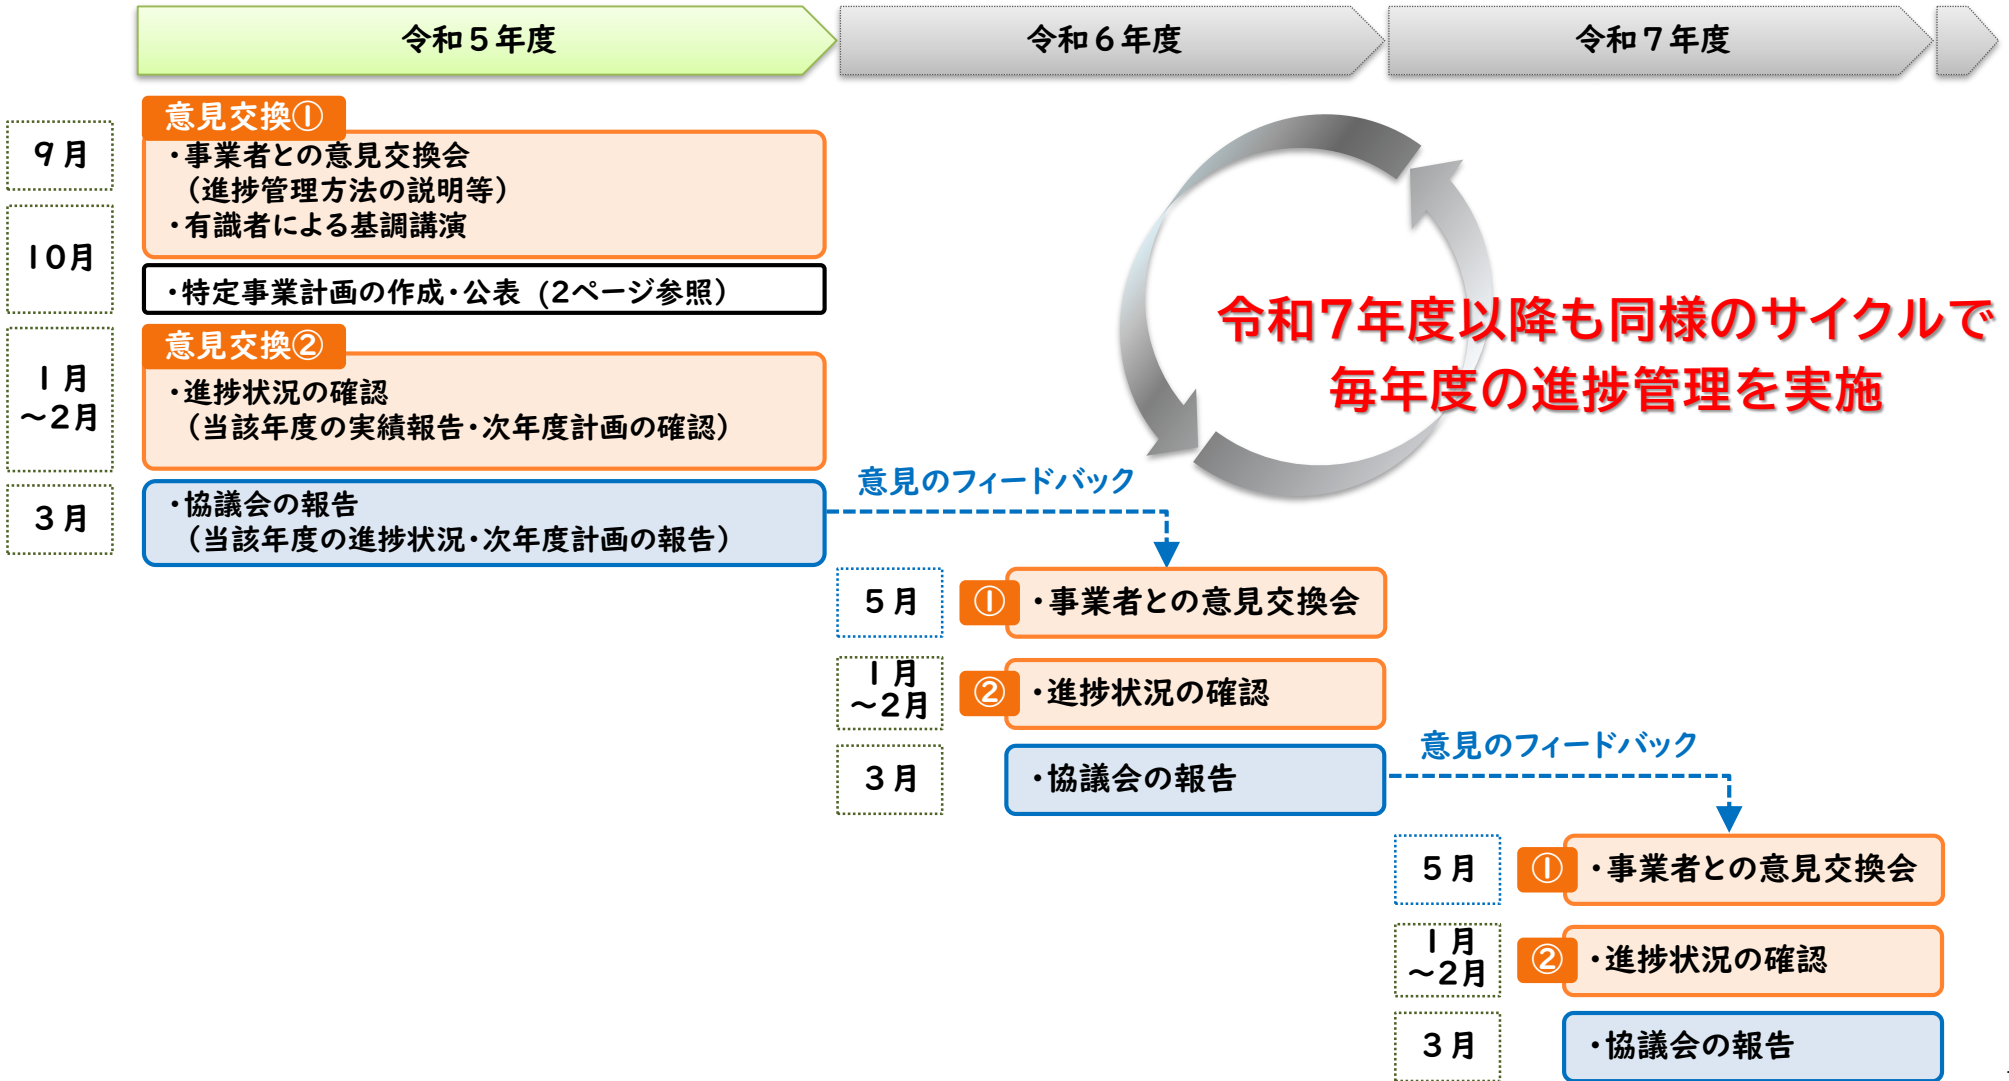 令和5年度
令和6年度
令和7年度
9月
意見交換①
・事業者との意見交換会
（進捗管理方法の説明等）
・有識者による基調講演
10月
・特定事業計画の作成・公表 (2ページ参照）
1月
～2月
意見交換②
・進捗状況の確認
（当該年度の実績報告・次年度計画の確認）
3月
・協議会の報告
（当該年度の進捗状況・次年度計画の報告）
令和7年度以降も同様のサイクルで
毎年度の進捗管理を実施
意見のフィードバック
5月
①
・事業者との意見交換会
1月
～2月
②
・進捗状況の確認
3月
・協議会の報告
意見のフィードバック
5月
①
・事業者との意見交換会
1月
～2月
②
・進捗状況の確認
3月
・協議会の報告